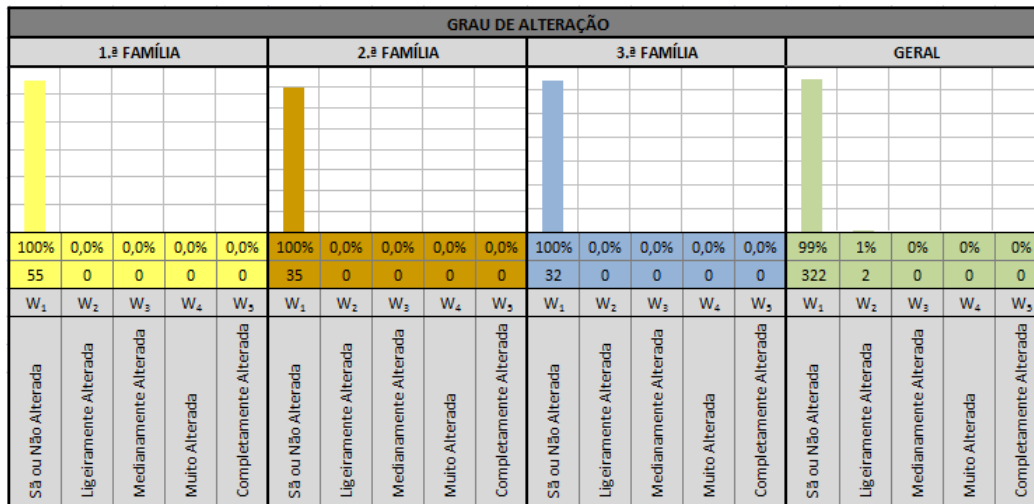 GRAU DE ALTERAÇÃO
1.ª FAMÍLIA 2.ª FAMÍLIA 3.ª FAMÍLIA GERAL
100% 0,0% 0,0% 0,0% 0,0% 100% 0,0% 0,0% 0,0% 0,0% 100% 0,0% 0,0% 0,0% 0,0% 99% 1% 0% 0% 0%
55 0 0 0 0 35 0 0 0 0 32 0 0 0 0 322 2 0 0 0
W₁ W₂ W₃ W₄ W₅ W₁ W₂ W₃ W₄ W₅ W₁ W₂ W₃ W₄ W₅ W₁ W₂ W₃ W₄ W₅
Sã ou Não Alterada
Ligeiramente Alterada
Medianamente Alterada
Muito Alterada
Completamente Alterada
Sã ou Não Alterada
Ligeiramente Alterada
Medianamente Alterada
Muito Alterada
Completamente Alterada
Sã ou Não Alterada
Ligeiramente Alterada
Medianamente Alterada
Muito Alterada
Completamente Alterada
Sã ou Não Alterada
Ligeiramente Alterada
Medianamente Alterada
Muito Alterada
Completamente Alterada